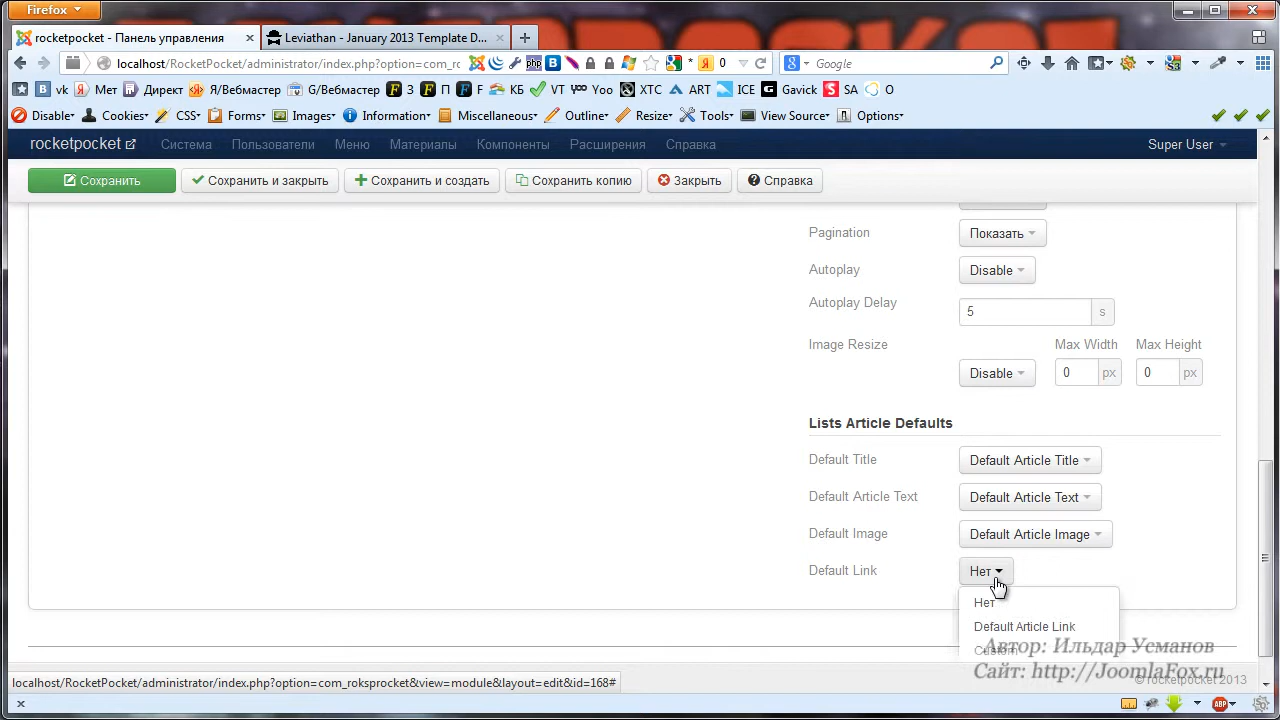 Firefox
rocketpocket - Панель управления
Leviathan - January 2013 Template D...
localhost/RocketPocket/administrator/index.php?option=com_rc
php
B
* Я 0
Google
vk Я Мет Директ Я/Вебмастер G/Вебмастер F 3 F П F F КБ VT Yoo XTC ART ICE GK Gavick S SA O
Disable Cookies CSS Forms Images Information Miscellaneous Outline Resize Tools View Source Options
rocketpocket Система Пользователи Меню Материалы Компоненты Расширения Справка Super User
Сохранить Сохранить и закрыть Сохранить и создать Сохранить копию Закрыть Справка
Pagination Показать
Autoplay Disable
Autoplay Delay 5 s
Image Resize Max Width Max Height
Disable 0 px 0 px
Lists Article Defaults
Default Title Default Article Title
Default Article Text Default Article Text
Default Image Default Article Image
Default Link Нет
Нет
Default Article Link
Custom
Автор: Ильдар Усманов
Сайт: http://JoomlaFox.ru
localhost/RocketPocket/administrator/index.php?option=com_roksprocket&view=module&layout=edit&id=168#
© rocketpocket 2013
ABP